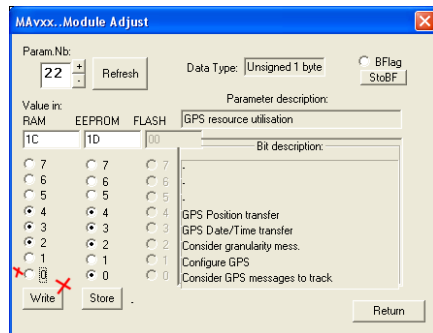 MAvxx..Module Adjust
Param.Nb:
22 + - Refresh
Data Type: Unsigned 1 byte
BFlag
StoBF
Value in:
RAM EEPROM FLASH
1C 1D 00
Parameter description:
GPS resource utilisation
Bit description:
7 7 7 .
6 6 6 .
5 5 5 .
4 4 4 GPS Position transfer
3 3 3 GPS Date/Time transfer
2 2 2 Consider granularity mess.
1 1 1 Configure GPS
0 0 0 Consider GPS messages to track
Write Store .
Return